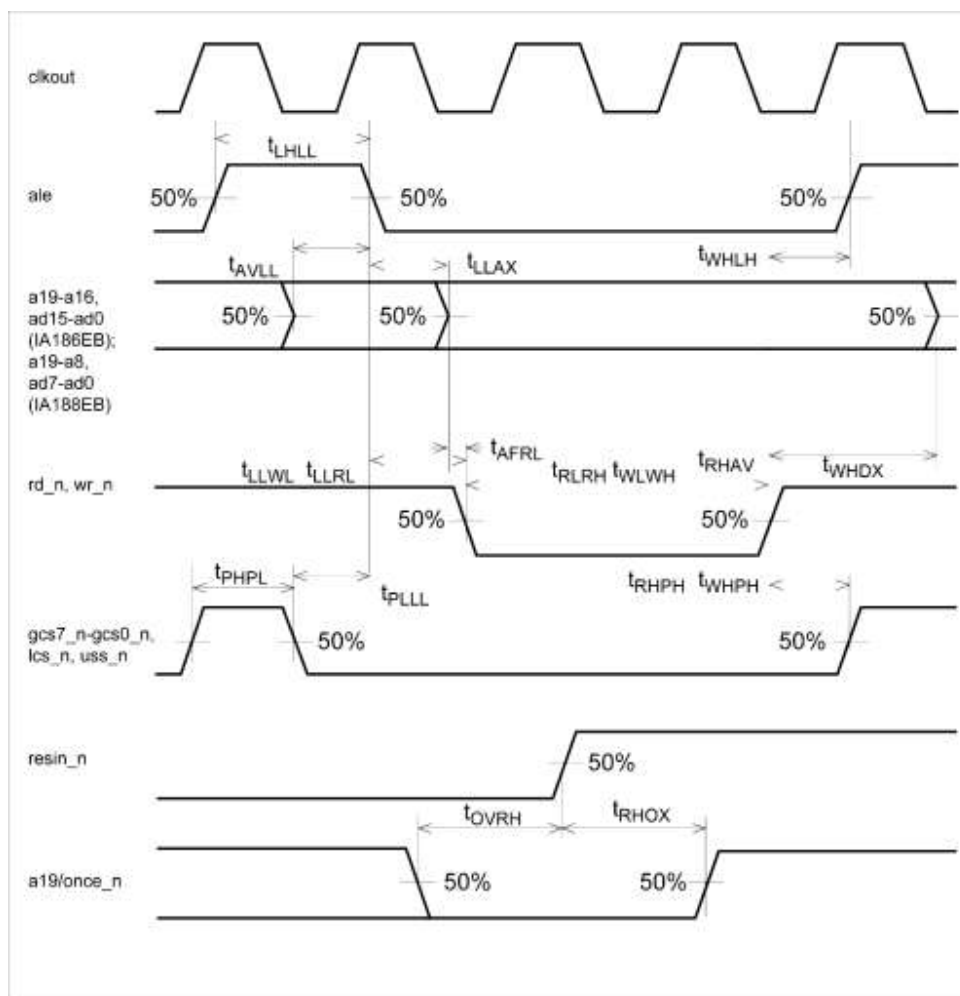 clkout
tLHLL
ale
50%
50%
50%
tAVLL
tLLAX
tWHLH
a19-a16,
ad15-ad0
(IA186EB);
a19-a8,
ad7-ad0
(IA188EB)
50%
50%
50%
tAFRL
tLLWL tLLRL
tRLRH tWLWH
tRHAV
tWHDX
rd_n, wr_n
50%
50%
tPHPL
tPLLL
tRHPH tWHPH
gcs7_n-gcs0_n,
lcs_n, uss_n
50%
50%
resin_n
50%
tOVRH
tRHOX
a19/once_n
50%
50%